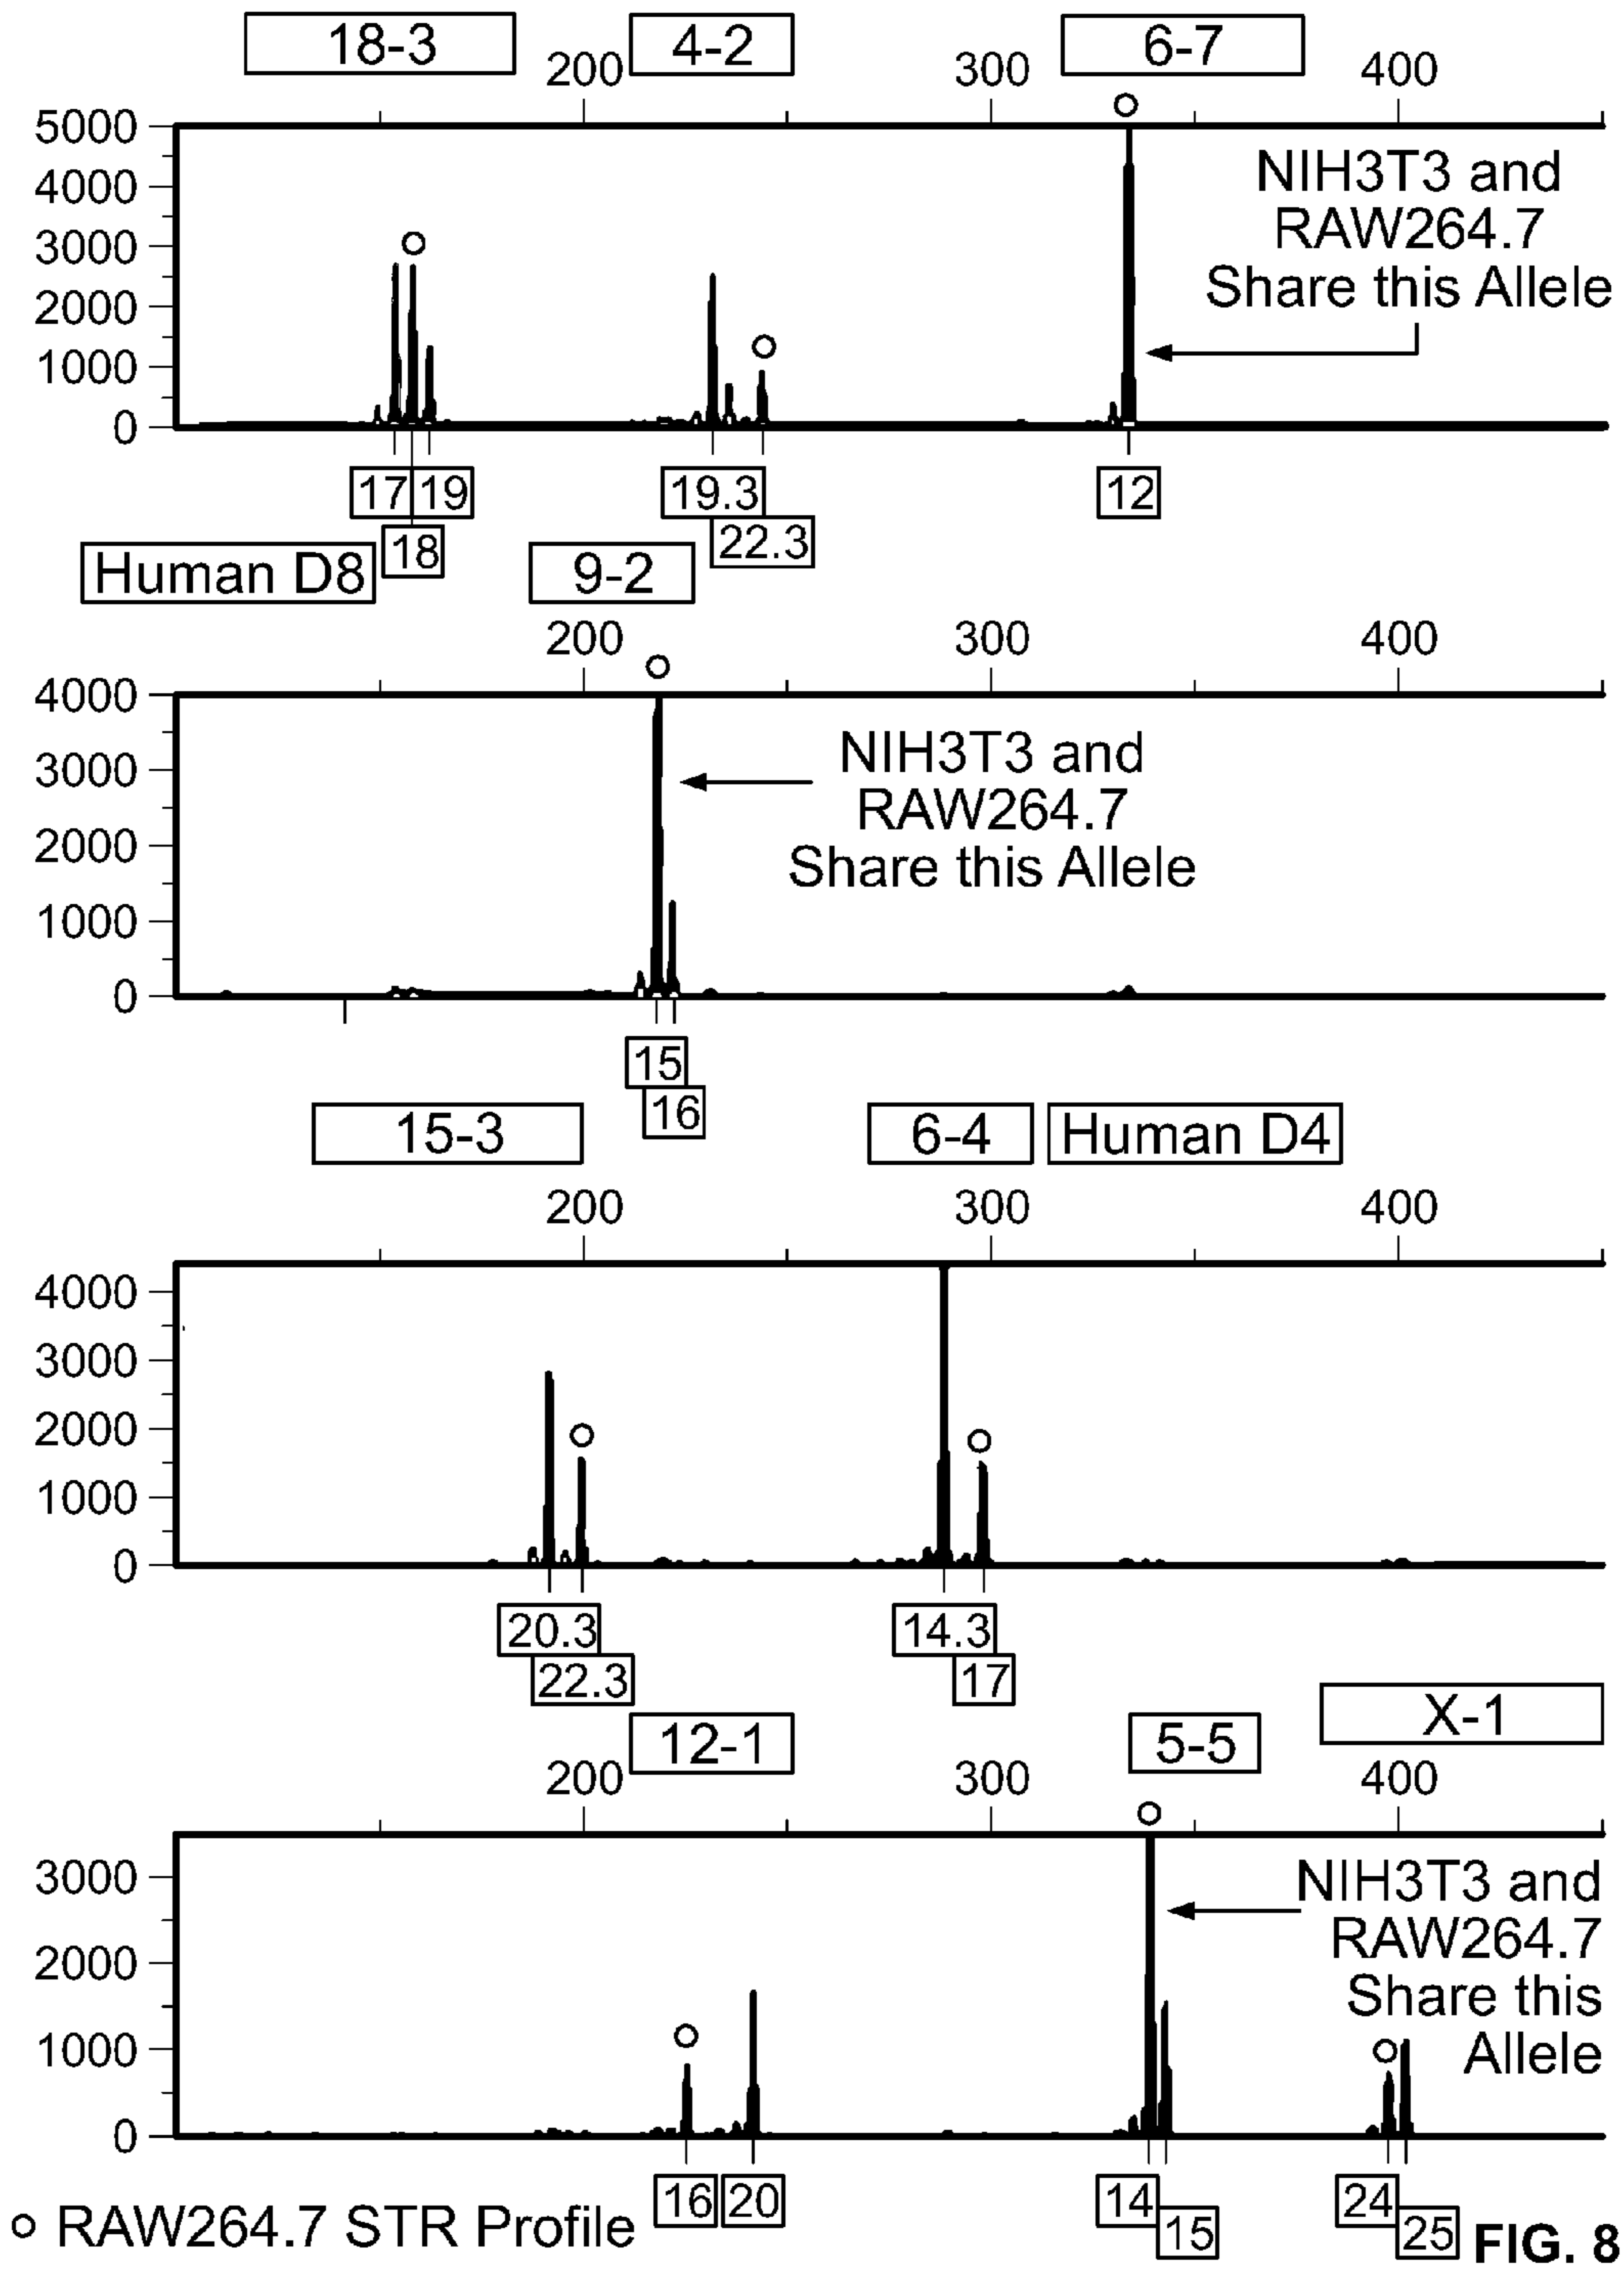 18-3 4-2 6-7
200 300 400
5000
4000
3000
2000
1000
0
NIH3T3 and
RAW264.7
Share this Allele
17 19 19.3 12
18 22.3
Human D8 9-2
200 300 400
4000
3000
2000
1000
0
NIH3T3 and
RAW264.7
Share this Allele
15
16
15-3 6-4 Human D4
200 300 400
4000
3000
2000
1000
0
20.3 14.3
22.3 17
12-1 5-5 X-1
200 300 400
3000
2000
1000
0
NIH3T3 and
RAW264.7
Share this
Allele
16 20 14 24
15 25
RAW264.7 STR Profile
FIG. 8